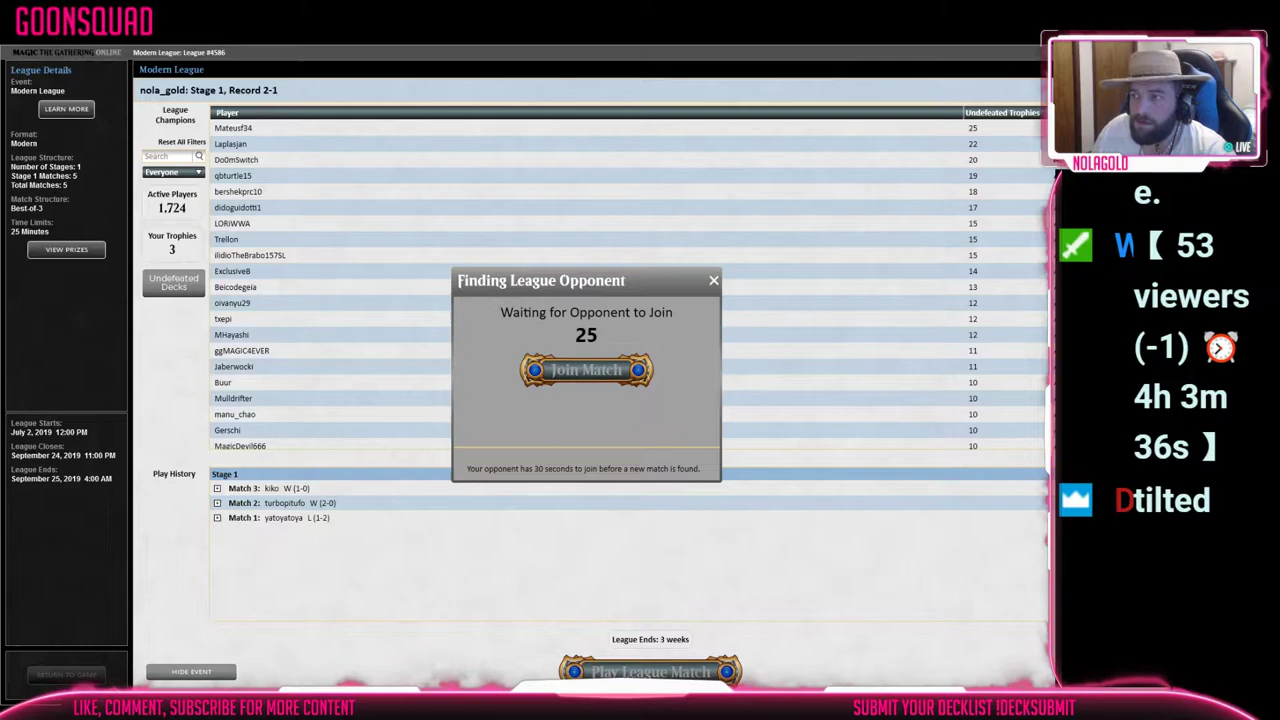 GOONSQUAD
MAGIC THE GATHERING ONLINE
Modern League: League #4586
League Details
Event:
Modern League
LEARN MORE
Format:
Modern
League Structure:
Number of Stages: 1
Stage 1 Matches: 5
Total Matches: 5
Match Structure:
Best-of-3
Time Limits:
25 Minutes
VIEW PRIZES
League Starts:
July 2, 2019 12:00 PM
League Closes:
September 24, 2019 11:00 PM
League Ends:
September 25, 2019 4:00 AM
RETURN TO GAME
Modern League
nola_gold: Stage 1, Record 2-1
League
Champions
Reset All Filters
Search
Everyone
Active Players
1,724
Your Trophies
3
Undefeated
Decks
Player Undefeated Trophies
Mateusf34 25
Laplasjan 22
Do0mSwitch 20
qbturtle15 19
bershekprc10 18
didoguidotti1 17
LORiWWA 15
Trellon 15
ilidioTheBrabo157SL 15
ExclusiveB 14
Beicodegeia 13
oivanyu29 12
txepi 12
MHayashi 12
ggMAGIC4EVER 11
Jaberwocki 11
Buur 10
Mulldrifter 10
manu_chao 10
Gerschi 10
MagicDevil666 10
Finding League Opponent
Waiting for Opponent to Join
25
Join Match
Your opponent has 30 seconds to join before a new match is found.
Play History
Stage 1
Match 3: kiko W (1-0)
Match 2: turbopitufo W (2-0)
Match 1: yatoyatoya L (1-2)
League Ends: 3 weeks
HIDE EVENT
Play League Match
LIVE
NOLAGOLD
e.
W【 53
viewers
(-1)
4h 3m
36s 】
Dtilted
LIKE, COMMENT, SUBSCRIBE FOR MORE CONTENT
SUBMIT YOUR DECKLIST !DECKSUBMIT